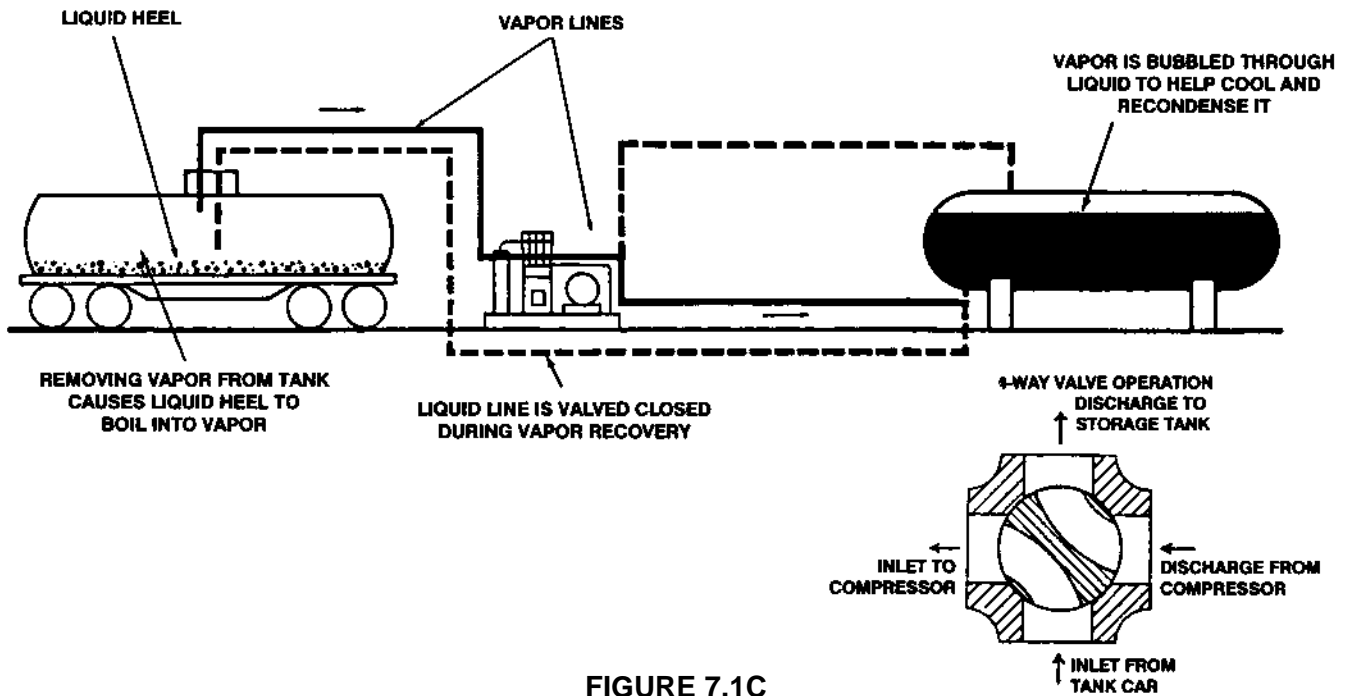 LIQUID HEEL
VAPOR LINES
VAPOR IS BUBBLED THROUGH
LIQUID TO HELP COOL AND
RECONDENSE IT
REMOVING VAPOR FROM TANK
CAUSES LIQUID HEEL TO
BOIL INTO VAPOR
LIQUID LINE IS VALVED CLOSED
DURING VAPOR RECOVERY
4-WAY VALVE OPERATION
DISCHARGE TO
STORAGE TANK
INLET TO
COMPRESSOR
DISCHARGE FROM
COMPRESSOR
INLET FROM
TANK CAR
FIGURE 7.1C